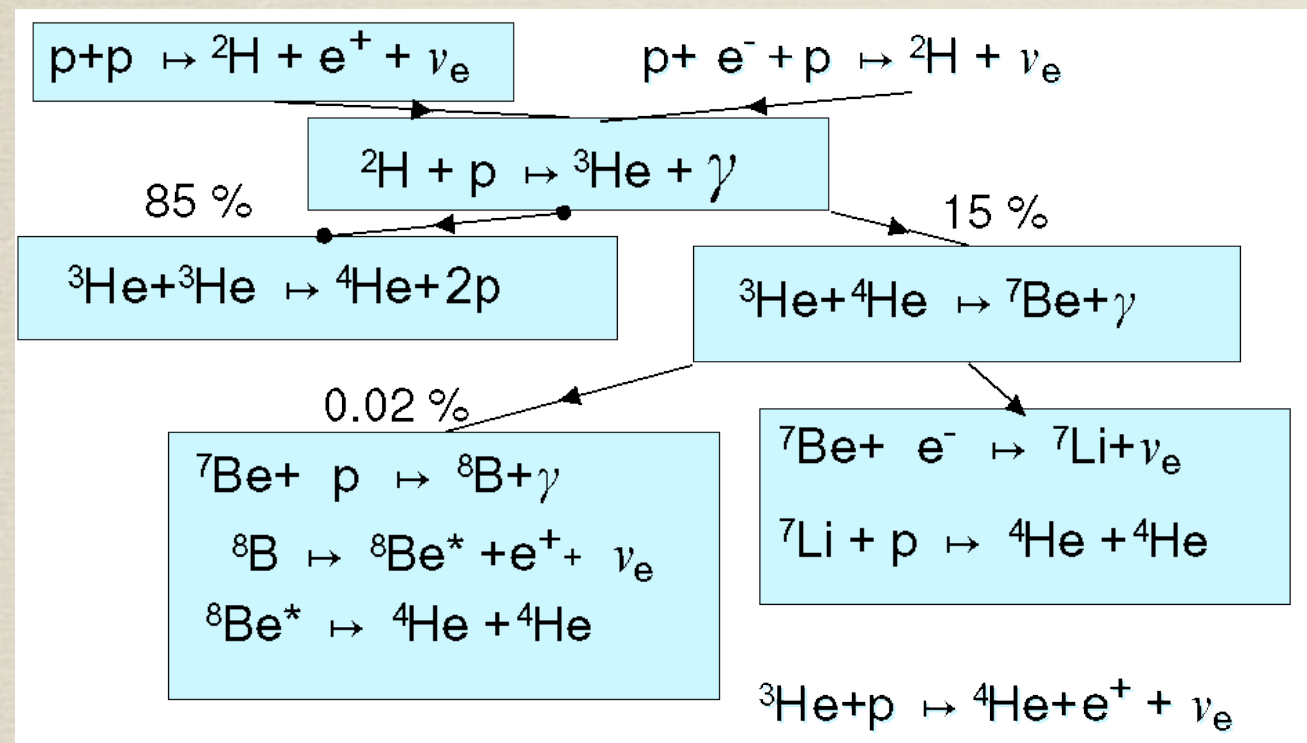 p+p ↦ ²H + e⁺ + νₑ
p+ e⁻ + p ↦ ²H + νₑ
²H + p ↦ ³He + γ
85 %
15 %
³He+³He ↦ ⁴He+2p
³He+⁴He ↦ ⁷Be+γ
0.02 %
⁷Be+ p ↦ ⁸B+γ
⁸B ↦ ⁸Be* +e⁺+ νₑ
⁸Be* ↦ ⁴He +⁴He
⁷Be+ e⁻ ↦ ⁷Li+νₑ
⁷Li + p ↦ ⁴He +⁴He
³He+p ↦ ⁴He+e⁺ + νₑ